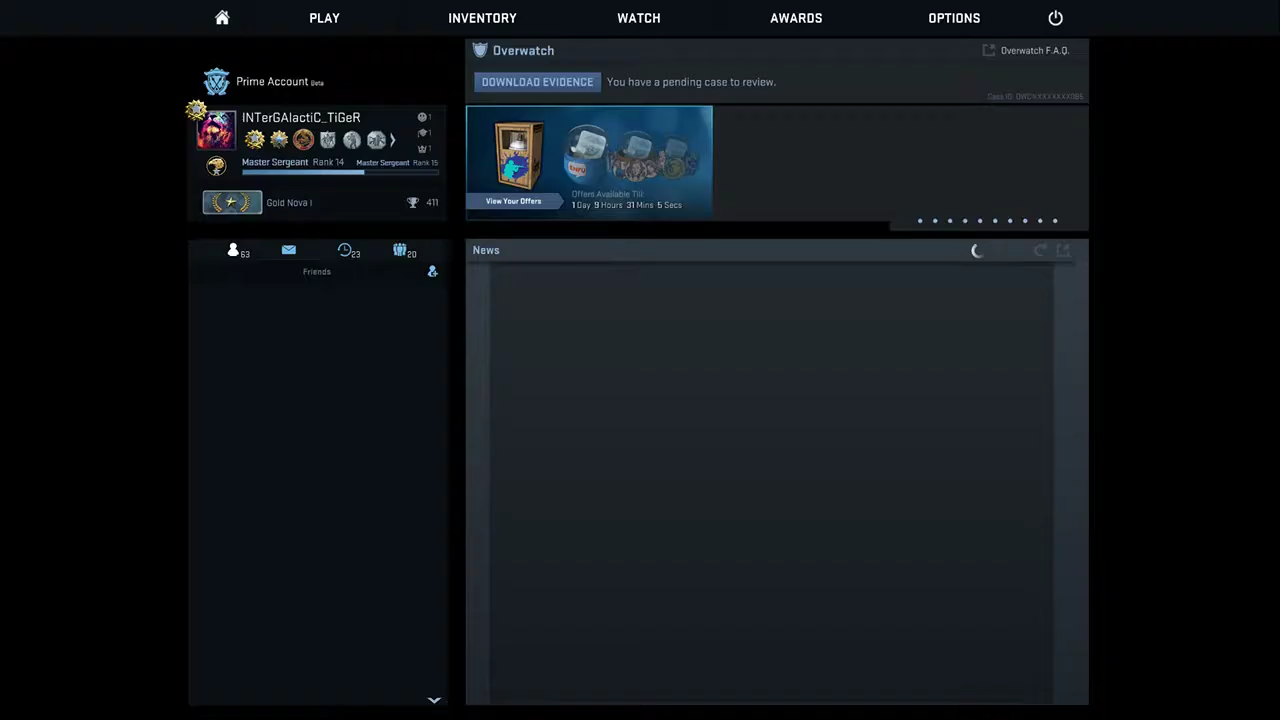 PLAY
INVENTORY
WATCH
AWARDS
OPTIONS
Overwatch
Overwatch F.A.Q.
Prime Account Beta
DOWNLOAD EVIDENCE
You have a pending case to review.
INTerGAlactiC_TiGeR
1
1
1
Master Sergeant Rank 14
Master Sergeant Rank 15
Gold Nova I
411
View Your Offers
Offers Available Till:
1 Day 9 Hours 31 Mins 5 Secs
63
23
20
Friends
News